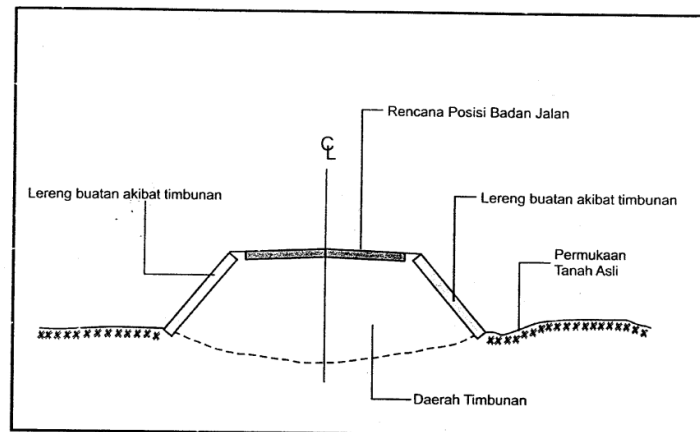 Rencana Posisi Badan Jalan
CL
Lereng buatan akibat timbunan
Lereng buatan akibat timbunan
Permukaan
Tanah Asli
Daerah Timbunan